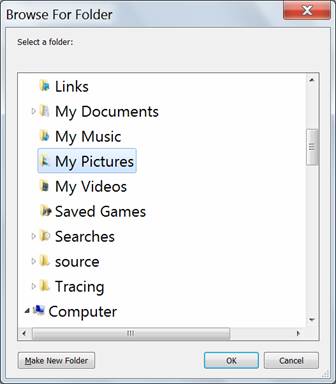 Browse For Folder
Select a folder:
Links
My Documents
My Music
My Pictures
My Videos
Saved Games
Searches
source
Tracing
Computer
Make New Folder
OK
Cancel